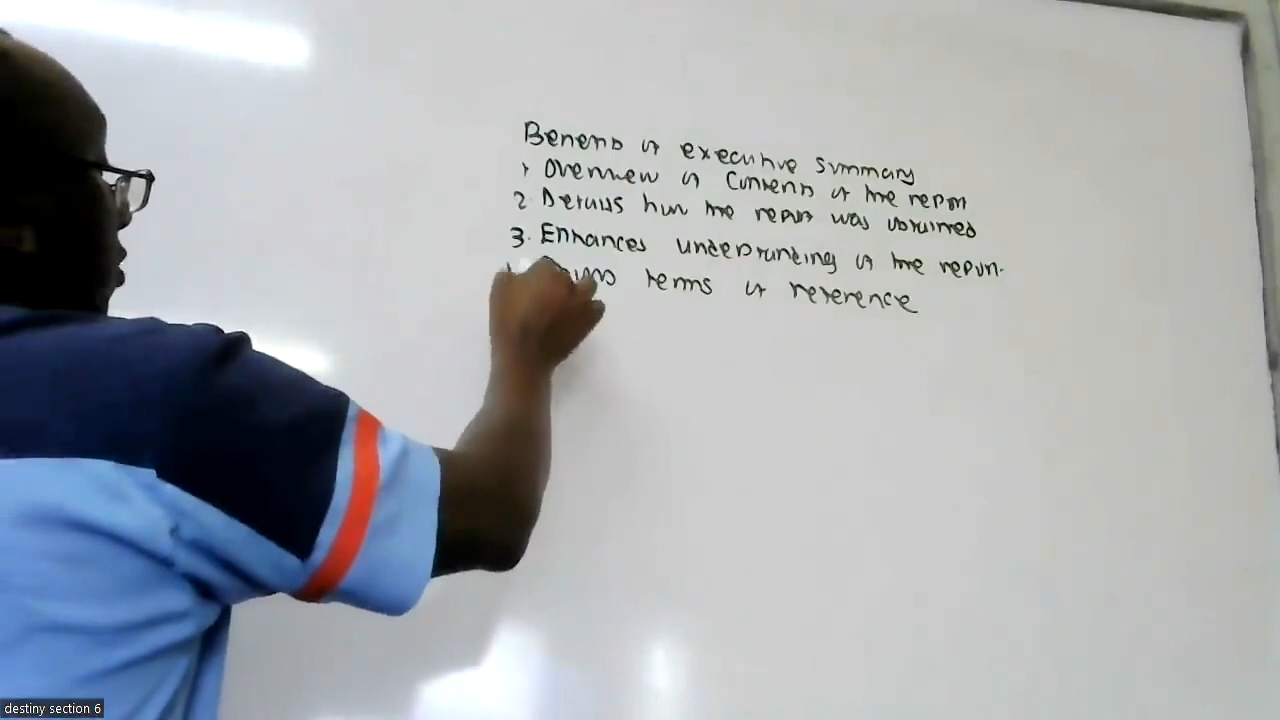 Benefits of executive summary
1 Overview of Contents of the report
2. Details how the report was obtained
3. Enhances understanding of the report.
terms of reference
destiny section 6